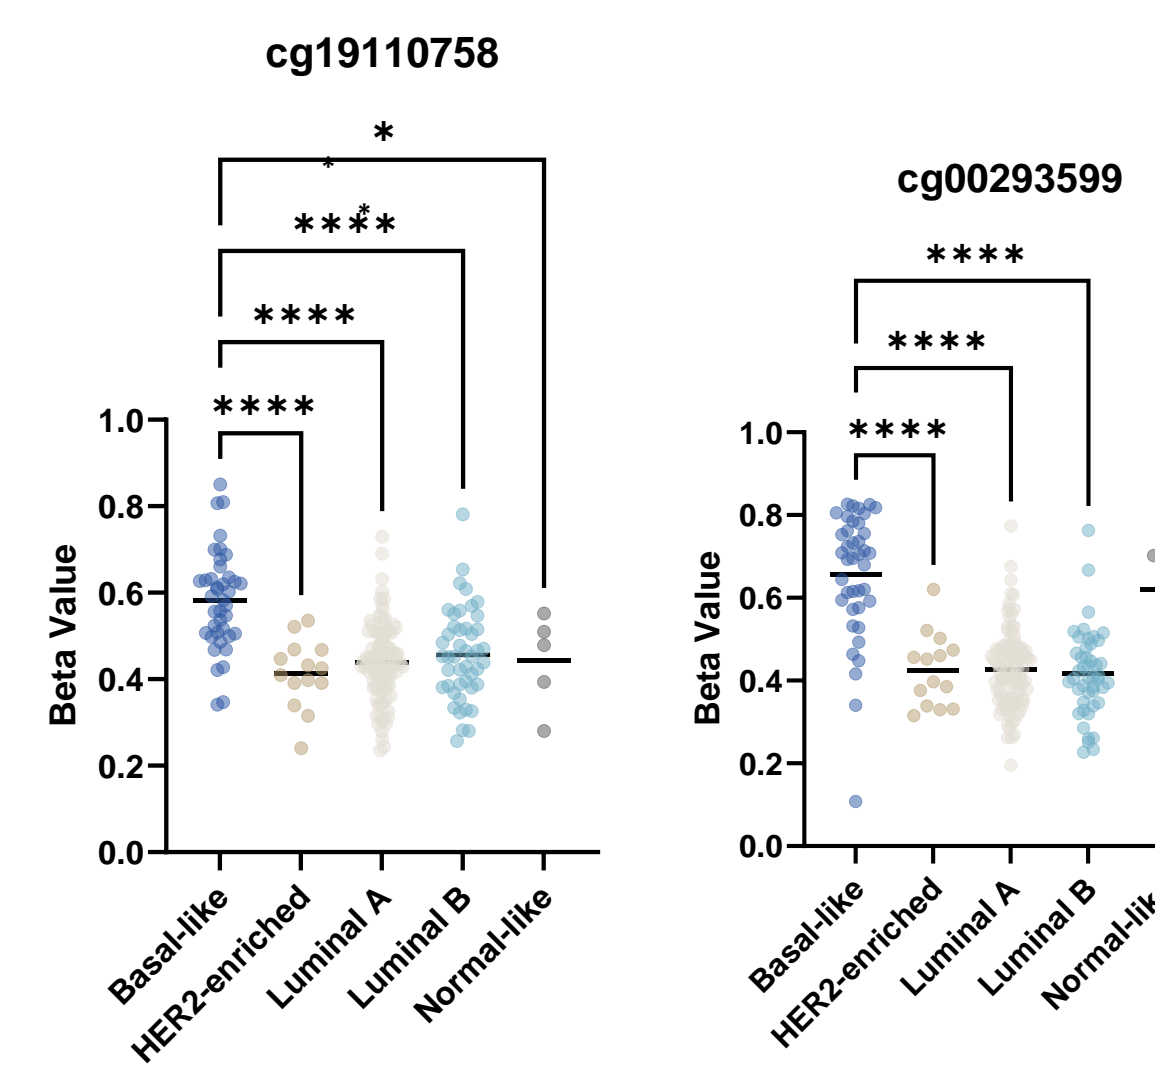 cg19110758
*
*
*
****
****
****
1.0
0.8
0.6
0.4
0.2
0.0
Beta Value
Basal-like
HER2-enriched
Luminal A
Luminal B
Normal-like
cg00293599
****
****
****
1.0
0.8
0.6
0.4
0.2
0.0
Beta Value
Basal-like
HER2-enriched
Luminal A
Luminal B
Normal-lik